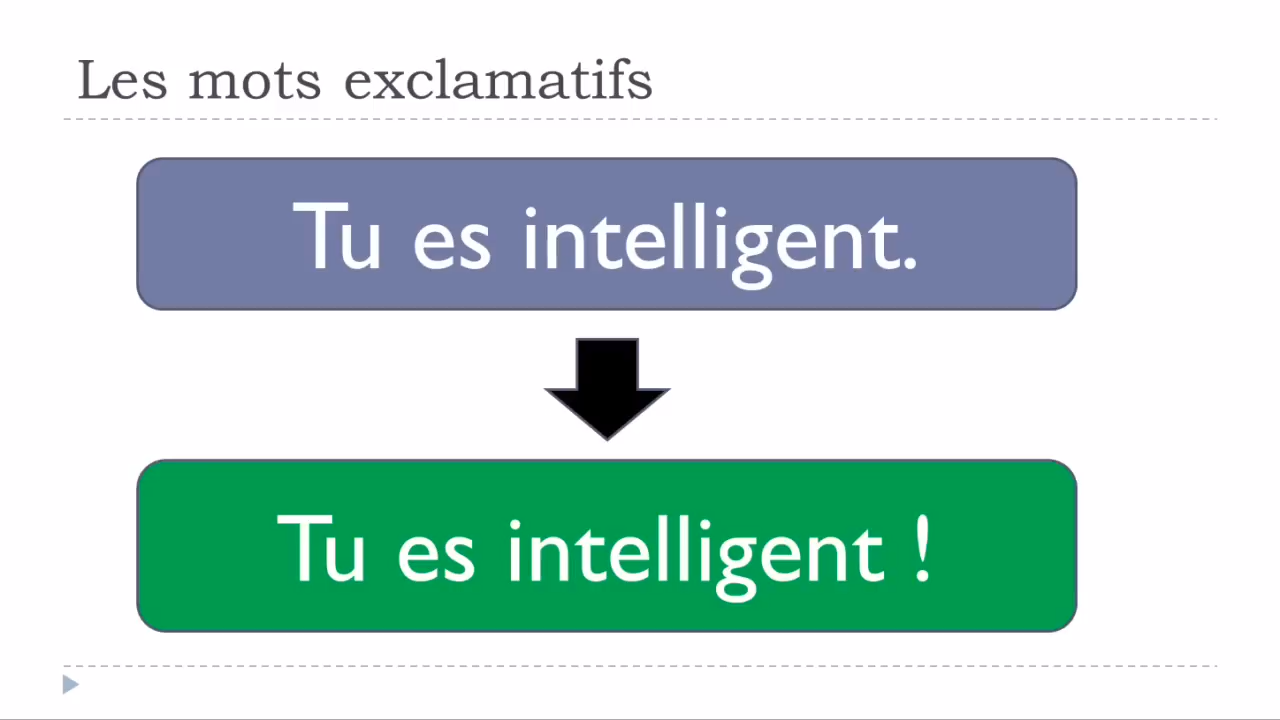 Les mots exclamatifs
Tu es intelligent.
Tu es intelligent !